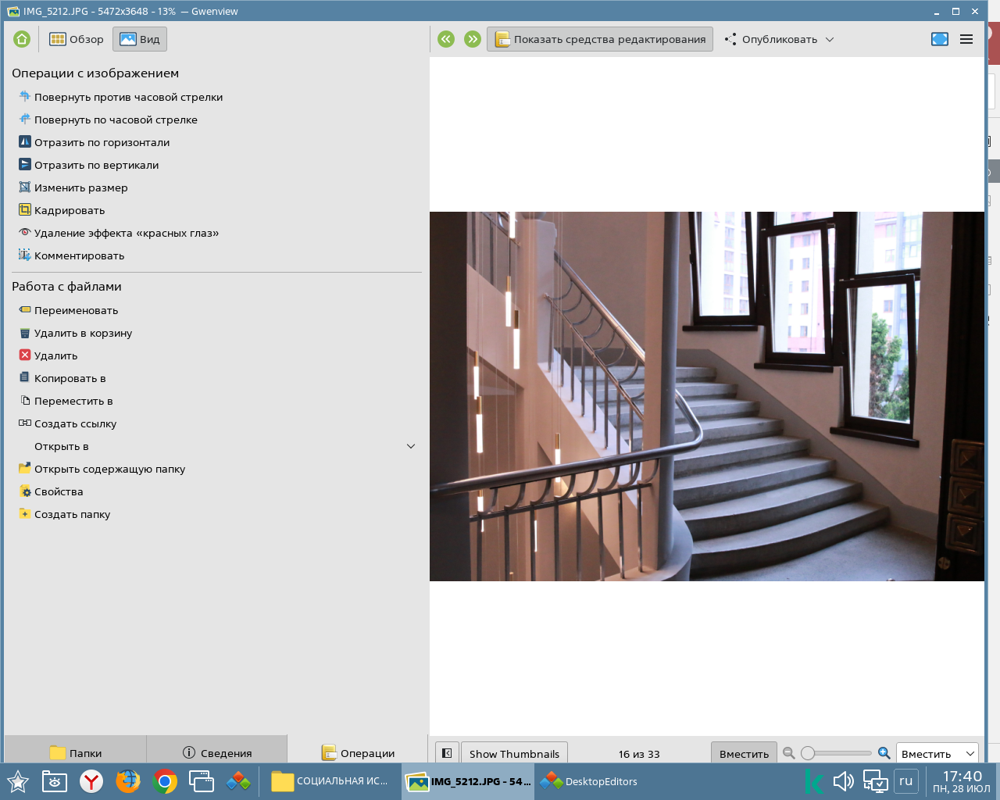 IMG_5212.JPG - 5472x3648 - 13% — Gwenview
Обзор
Вид
Показать средства редактирования
Опубликовать
Операции с изображением
Повернуть против часовой стрелки
Повернуть по часовой стрелке
Отразить по горизонтали
Отразить по вертикали
Изменить размер
Кадрировать
Удаление эффекта «красных глаз»
Комментировать
Работа с файлами
Переименовать
Удалить в корзину
Удалить
Копировать в
Переместить в
Создать ссылку
Открыть в
Открыть содержащую папку
Свойства
Создать папку
Папки
Сведения
Операции
Show Thumbnails
16 из 33
Вместить
Вместить
СОЦИАЛЬНАЯ ИС...
IMG_5212.JPG - 54...
DesktopEditors
ru
17:40
ПН, 28 ИЮЛ